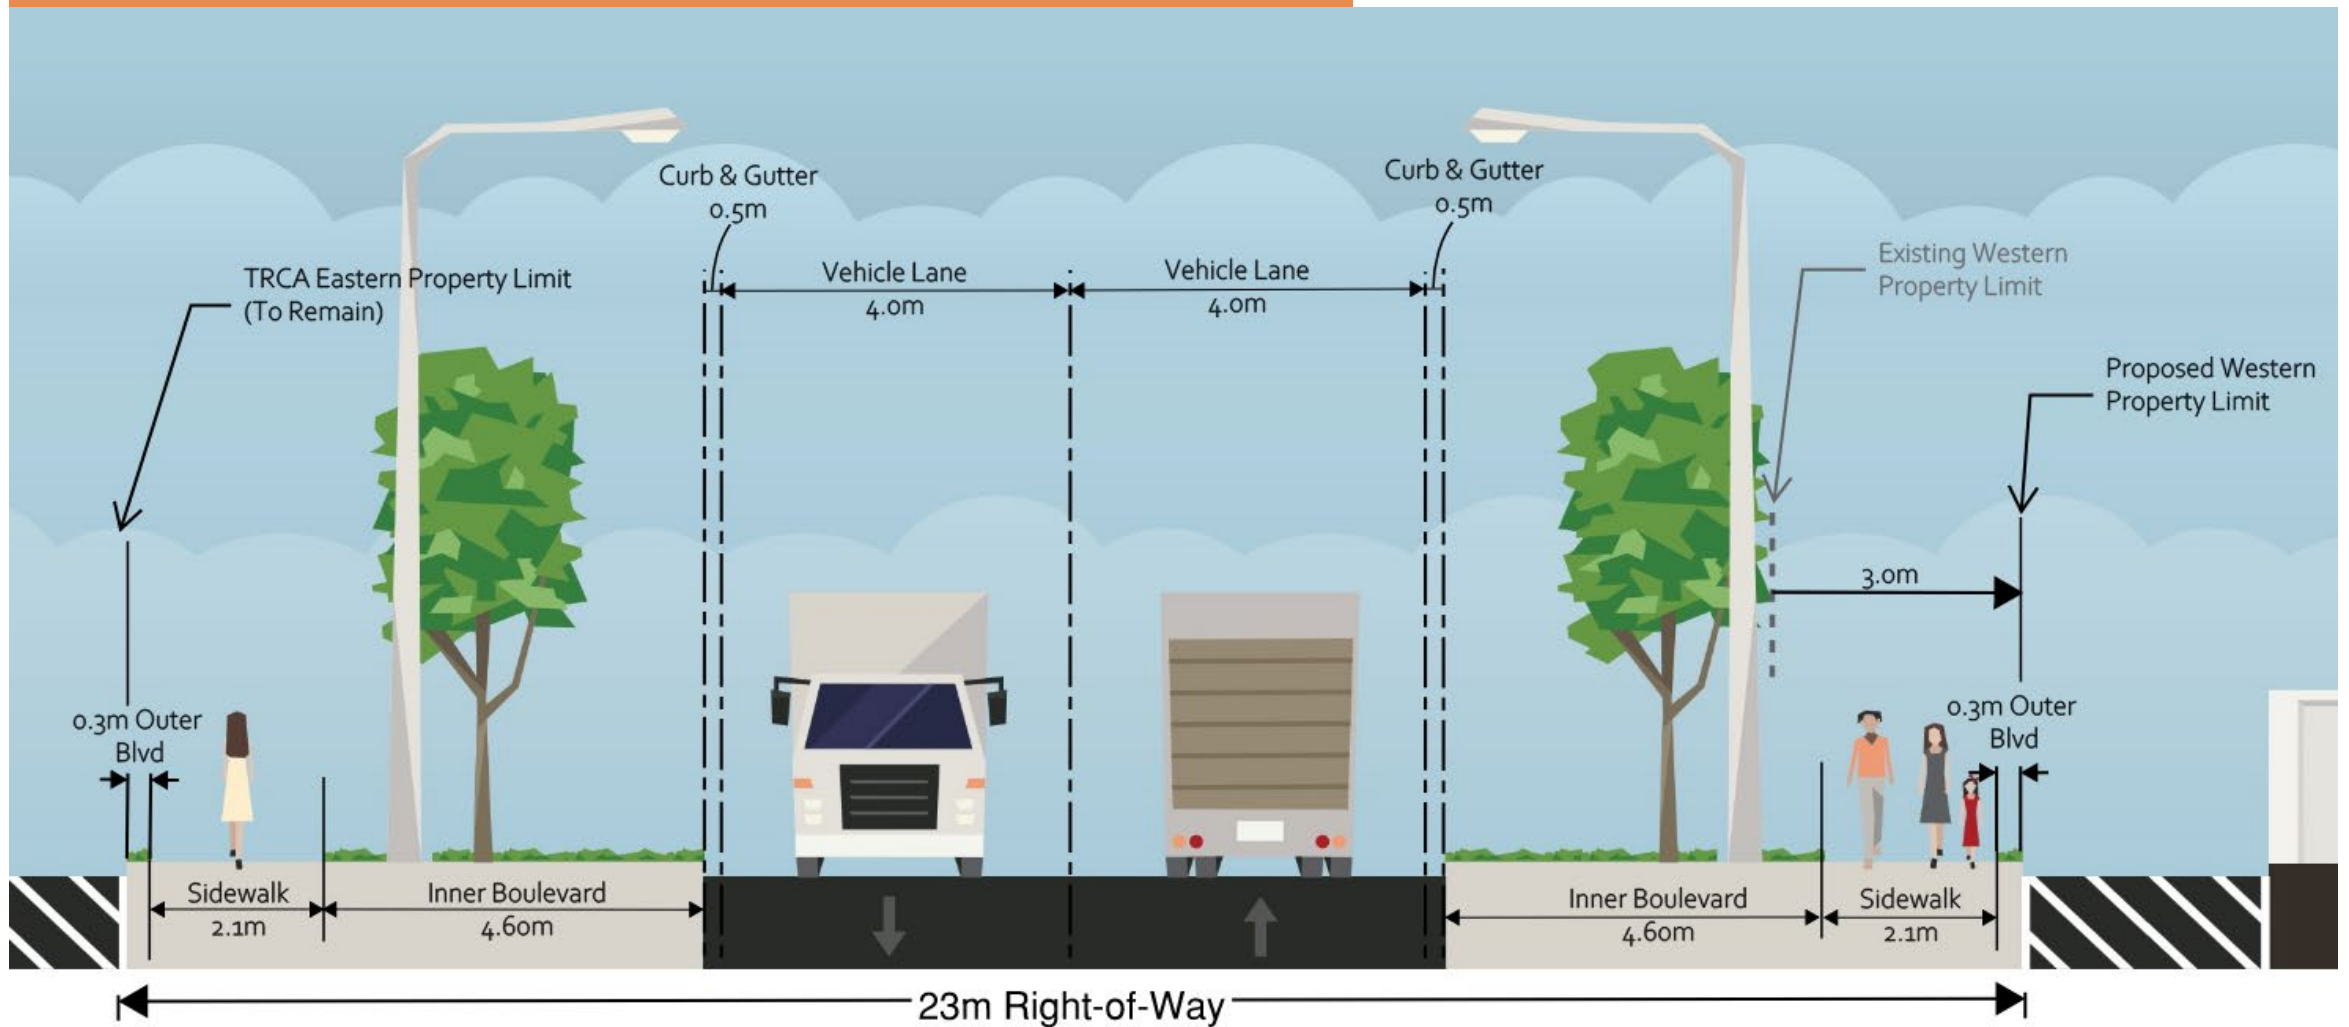 Curb & Gutter
0.5m
Curb & Gutter
0.5m
TRCA Eastern Property Limit
(To Remain)
Vehicle Lane
4.0m
Vehicle Lane
4.0m
Existing Western
Property Limit
Proposed Western
Property Limit
3.0m
0.3m Outer
Blvd
0.3m Outer
Blvd
Sidewalk
2.1m
Inner Boulevard
4.60m
Inner Boulevard
4.60m
Sidewalk
2.1m
23m Right-of-Way